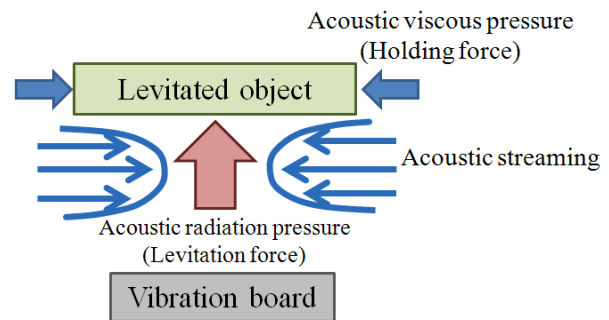 Acoustic viscous pressure
(Holding force)
Levitated object
Acoustic streaming
Acoustic radiation pressure
(Levitation force)
Vibration board